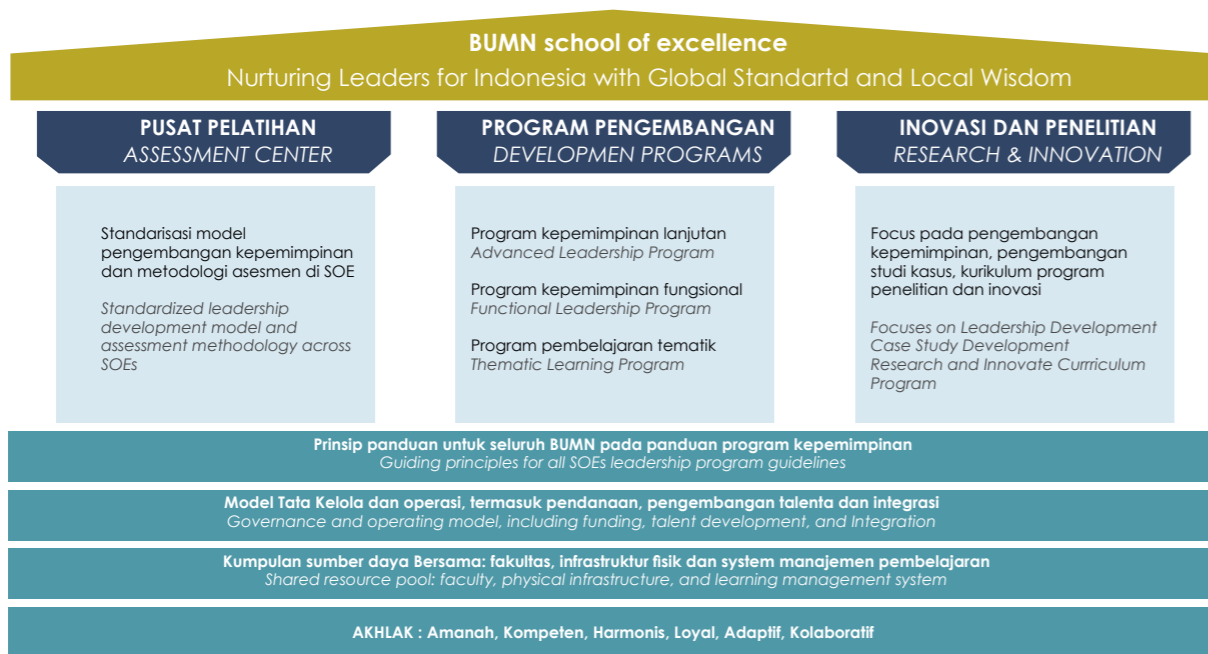 BUMN school of excellence
Nurturing Leaders for Indonesia with Global Standartd and Local Wisdom
PUSAT PELATIHAN
ASSESSMENT CENTER
Standarisasi model
pengembangan kepemimpinan
dan metodologi asesmen di SOE
Standardized leadership
development model and
assessment methodology across
SOEs
PROGRAM PENGEMBANGAN
DEVELOPMEN PROGRAMS
Program kepemimpinan lanjutan
Advanced Leadership Program
Program kepemimpinan fungsional
Functional Leadership Program
Program pembelajaran tematik
Thematic Learning Program
INOVASI DAN PENELITIAN
RESEARCH & INNOVATION
Focus pada pengembangan
kepemimpinan, pengembangan
studi kasus, kurikulum program
penelitian dan inovasi
Focuses on Leadership Development
Case Study Development
Research and Innovate Currriculum
Program
Prinsip panduan untuk seluruh BUMN pada panduan program kepemimpinan
Guiding principles for all SOEs leadership program guidelines
Model Tata Kelola dan operasi, termasuk pendanaan, pengembangan talenta dan integrasi
Governance and operating model, including funding, talent development, and Integration
Kumpulan sumber daya Bersama: fakultas, infrastruktur fisik dan system manajemen pembelajaran
Shared resource pool: faculty, physical infrastructure, and learning management system
AKHLAK : Amanah, Kompeten, Harmonis, Loyal, Adaptif, Kolaboratif